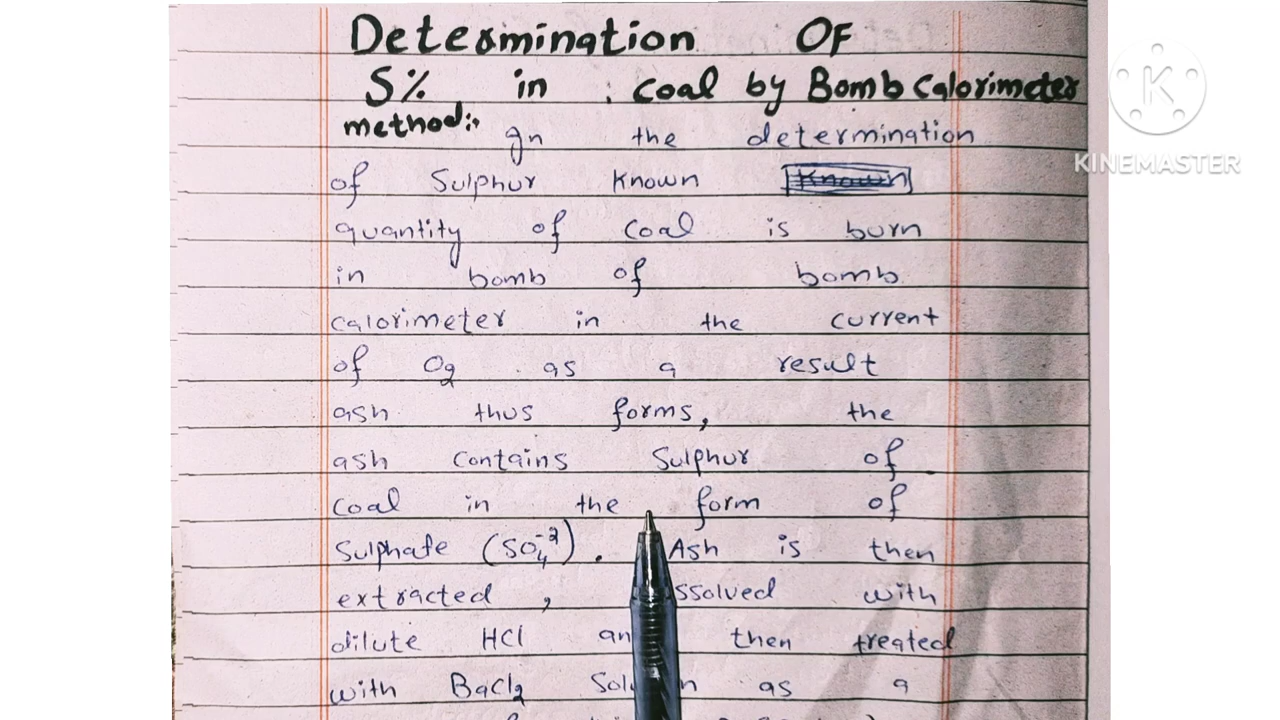 Determination OF
S% in : coal by Bomb Calorimeter
method:-
In the determination
of Sulphur Known Known
quantity of coal is burn
in bomb of bomb
calorimeter in the current
of O2 as a result
ash thus forms, the
ash contains Sulphur of
coal in the form of
Sulphate (SO4-2). Ash is then
extracted, ssolved with
dilute HCl an then treated
with BaCl2 Sol n as a
K
KINEMASTER